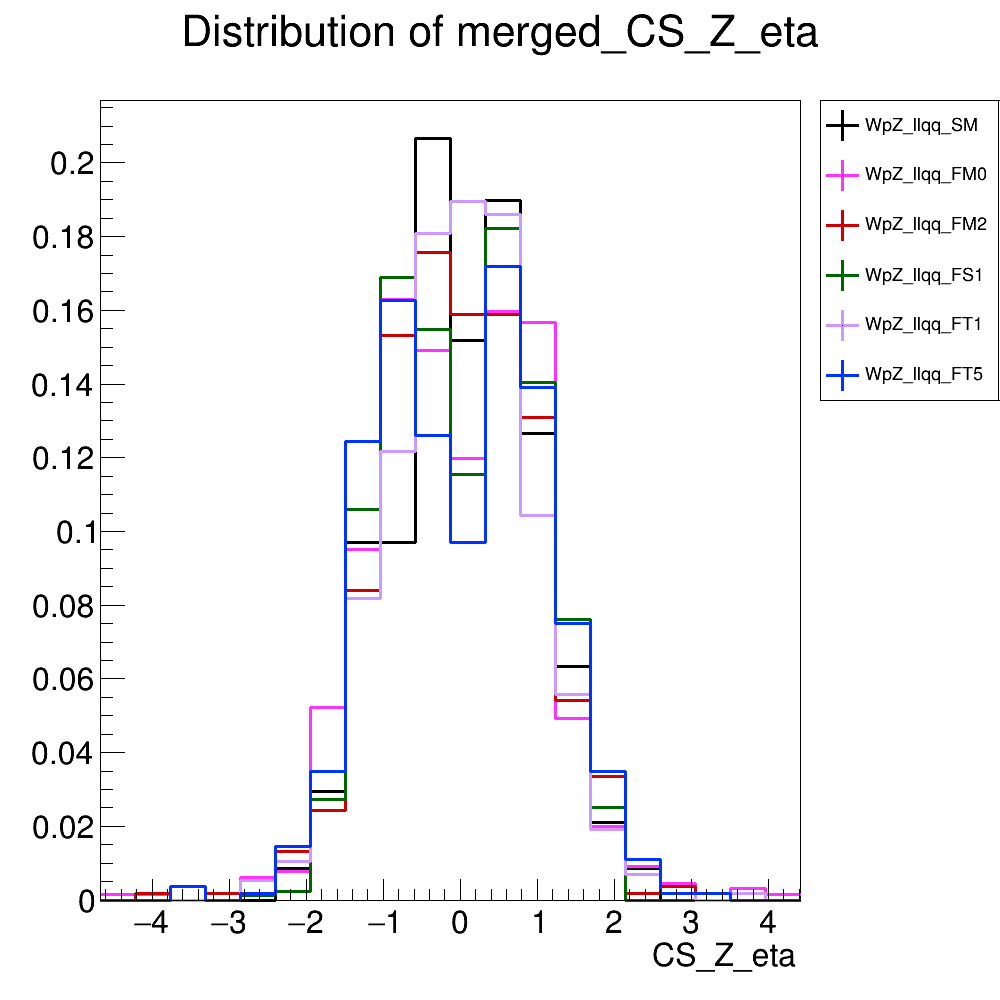 Distribution of merged_CS_Z_eta
0.2
0.18
0.16
0.14
0.12
0.1
0.08
0.06
0.04
0.02
0
−4 −3 −2 −1 0 1 2 3 4
CS_Z_eta
WpZ_llqq_SM
WpZ_llqq_FM0
WpZ_llqq_FM2
WpZ_llqq_FS1
WpZ_llqq_FT1
WpZ_llqq_FT5